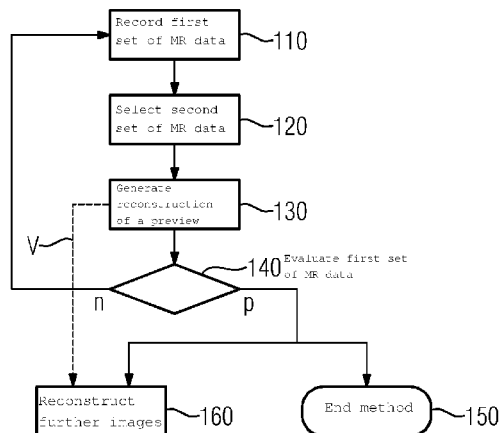 Record first
set of MR data
110
Select second
set of MR data
120
Generate
reconstruction
of a preview
130
V
140
Evaluate first set
of MR data
n
p
Reconstruct
further images
160
End method
150